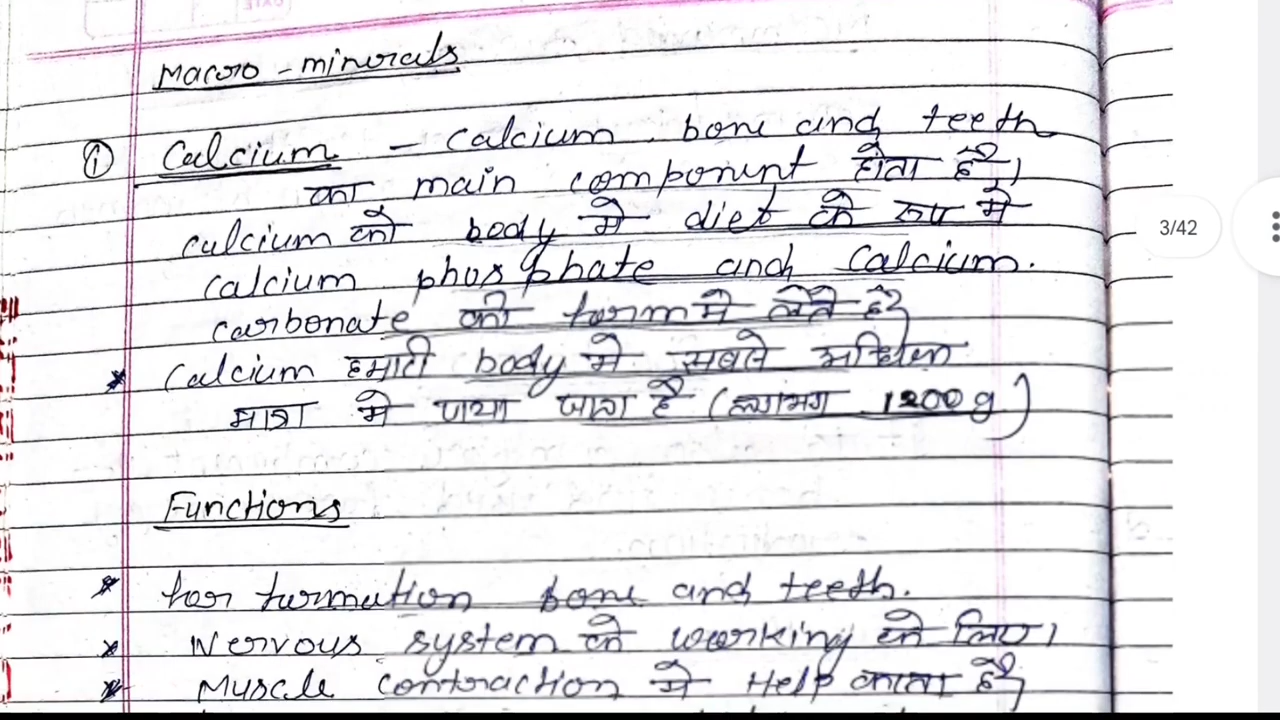 Macro-minerals
① Calcium - calcium bone and teeth
का main component होता है।
calcium को body में diet के रूप में
calcium phosphate and calcium.
carbonate की form में लेते है
* Calcium हमारी body में सबसे अधिक
मात्रा में पाया जाता है (लगभग 1200g)
Functions
* for formation bone and teeth.
* Nervous system के working के लिए।
* Muscle contraction में Help करता है
3/42